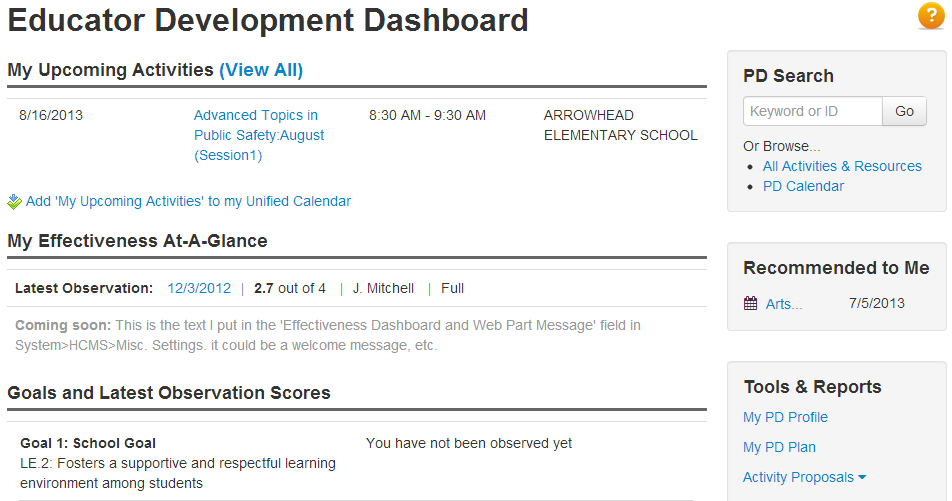 Educator Development Dashboard
?
My Upcoming Activities (View All)
8/16/2013
Advanced Topics in
Public Safety:August
(Session1)
8:30 AM - 9:30 AM
ARROWHEAD
ELEMENTARY SCHOOL
Add 'My Upcoming Activities' to my Unified Calendar
My Effectiveness At-A-Glance
Latest Observation: 12/3/2012 | 2.7 out of 4 | J. Mitchell | Full
Coming soon: This is the text I put in the 'Effectiveness Dashboard and Web Part Message' field in
System>HCMS>Misc. Settings. it could be a welcome message, etc.
Goals and Latest Observation Scores
Goal 1: School Goal
LE.2: Fosters a supportive and respectful learning
environment among students
You have not been observed yet
PD Search
Keyword or ID Go
Or Browse...
• All Activities & Resources
• PD Calendar
Recommended to Me
Arts... 7/5/2013
Tools & Reports
My PD Profile
My PD Plan
Activity Proposals